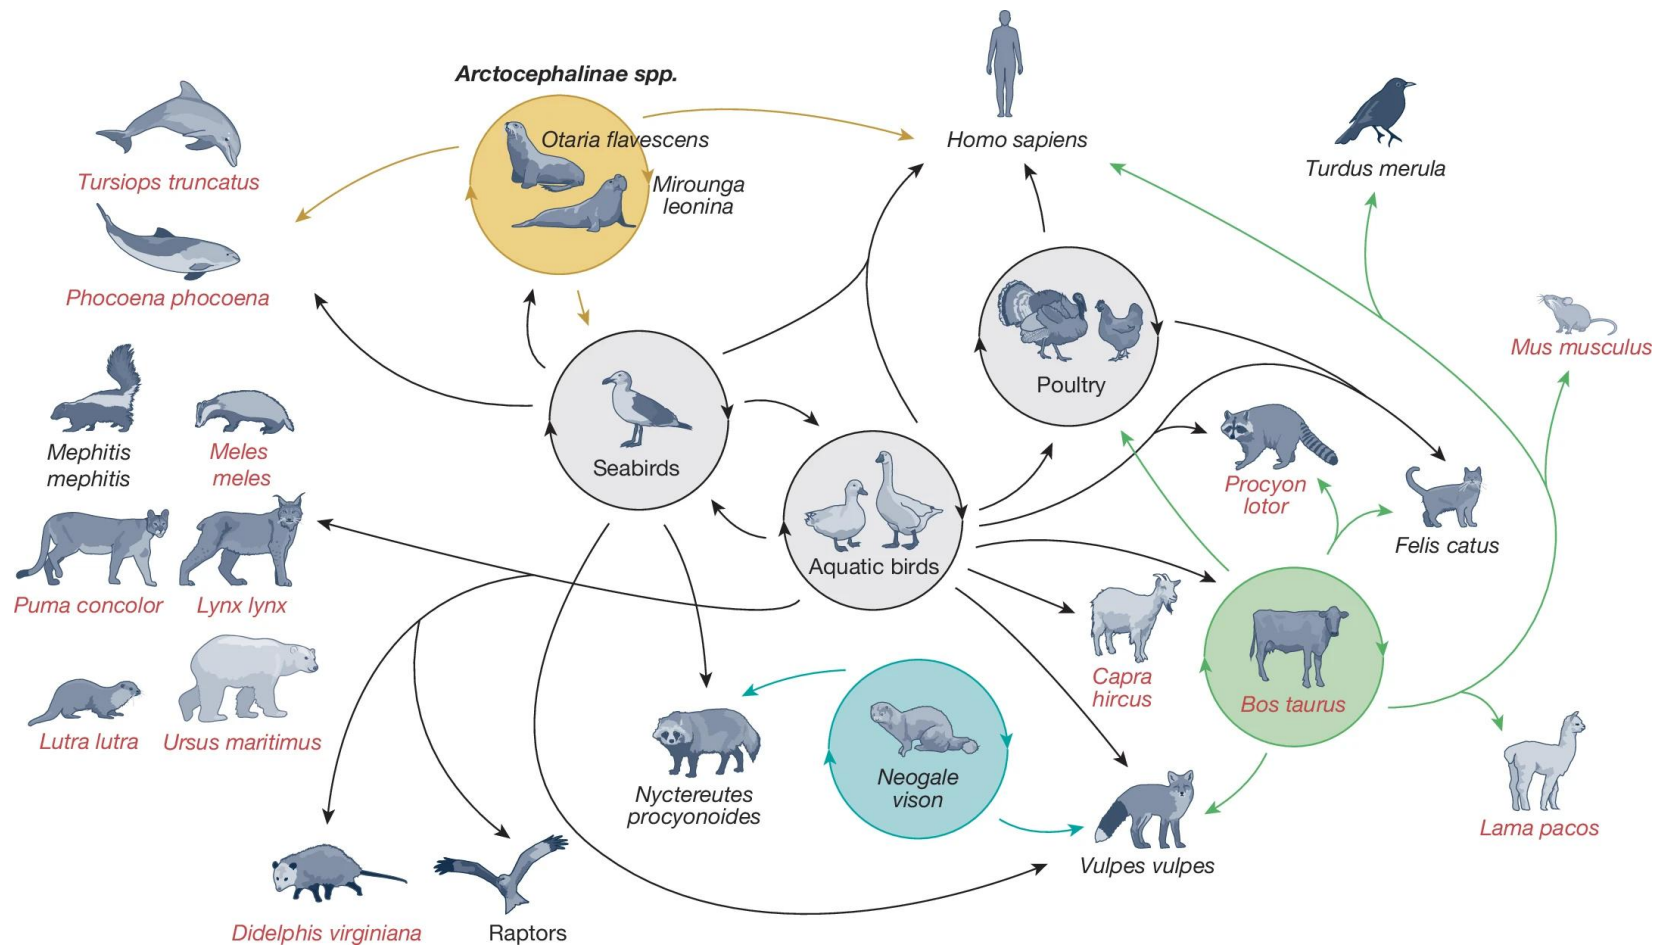 Arctocephalinae spp.
Otaria flavescens
Mirounga
leonina
Homo sapiens
Turdus merula
Tursiops truncatus
Phocoena phocoena
Mus musculus
Poultry
Seabirds
Mephitis
mephitis
Meles
meles
Procyon
lotor
Felis catus
Aquatic birds
Puma concolor
Lynx lynx
Capra
hircus
Bos taurus
Lutra lutra
Ursus maritimus
Nyctereutes
procyonoides
Neogale
vison
Lama pacos
Vulpes vulpes
Didelphis virginiana
Raptors